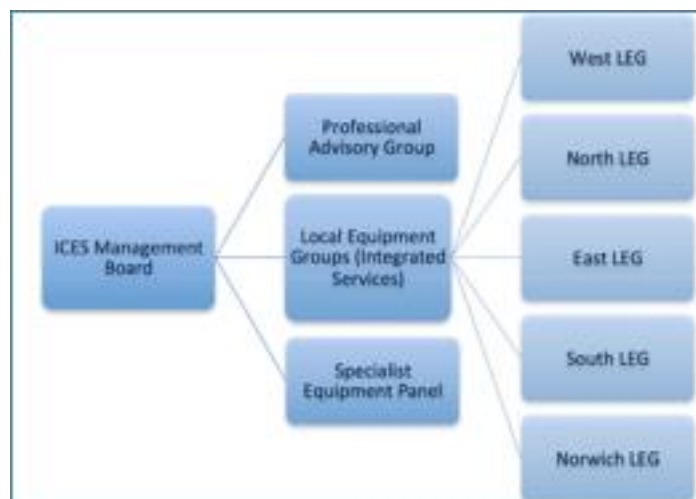 ICES Management
Board
Professional
Advisory Group
Local Equipment
Groups (Integrated
Services)
Specialist
Equipment Panel
West LEG
North LEG
East LEG
South LEG
Norwich LEG